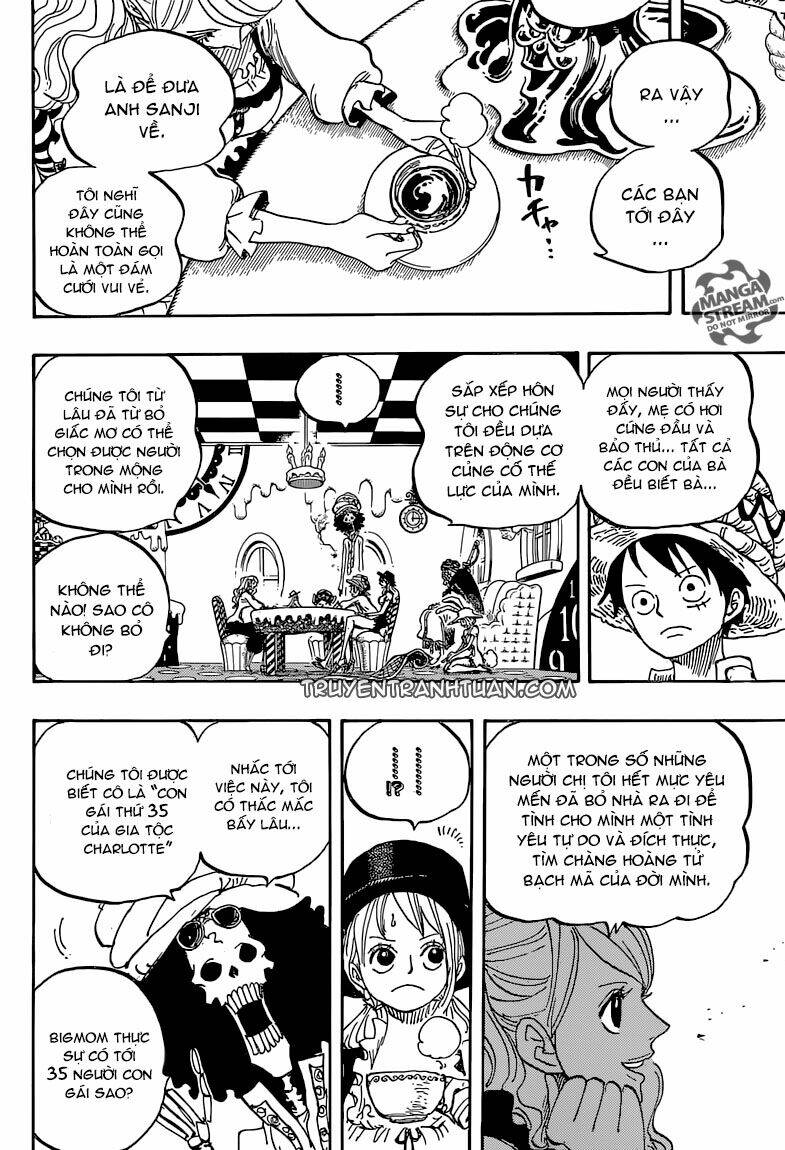 RA VẬY
...
CÁC BẠN
TỚI ĐÂY
...
LÀ ĐỂ ĐƯA
ANH SANJI
VỀ.
TÔI NGHĨ
ĐÂY CŨNG
KHÔNG THỂ
HOÀN TOÀN GỌI
LÀ MỘT ĐÁM
CƯỚI VUI VẺ.
カチャ…
MANGA
STREAM.com
DO NOT MIRROR
MỌI NGƯỜI THẤY
ĐẤY, MẸ CÓ HƠI
CỨNG ĐẦU VÀ
BẢO THỦ... TẤT CẢ
CÁC CON CỦA BÀ
ĐỀU BIẾT BÀ...
SẮP XẾP HÔN
SỰ CHO CHÚNG
TÔI ĐỀU DỰA
TRÊN ĐỘNG CƠ
CỦNG CỐ THẾ
LỰC CỦA MÌNH.
CHÚNG TÔI TỪ
LÂU ĐÃ TỪ BỎ
GIẤC MƠ CÓ THỂ
CHỌN ĐƯỢC NGƯỜI
TRONG MỘNG
CHO MÌNH RỒI.
KHÔNG THỂ
NÀO! SAO CÔ
KHÔNG BỎ
ĐI?
10
9
TRUYENTRANHTUAN.COM
MỘT TRONG SỐ NHỮNG
NGƯỜI CHỊ TÔI HẾT MỰC YÊU
MẾN ĐÃ BỎ NHÀ RA ĐI ĐỂ
TÌNH CHO MÌNH MỘT TÌNH
YÊU TỰ DO VÀ ĐÍCH THỰC,
TÌM CHÀNG HOÀNG TỬ
BẠCH MÃ CỦA ĐỜI MÌNH.
!?
NHẮC TỚI
VIỆC NÀY, TÔI
CÓ THẮC MẮC
BẤY LÂU...
CHÚNG TÔI ĐƯỢC
BIẾT CÔ LÀ “CON
GÁI THỨ 35
CỦA GIA TỘC
CHARLOTTE”
BIGMOM THỰC
SỰ CÓ TỚI
35 NGƯỜI CON
GÁI SAO?